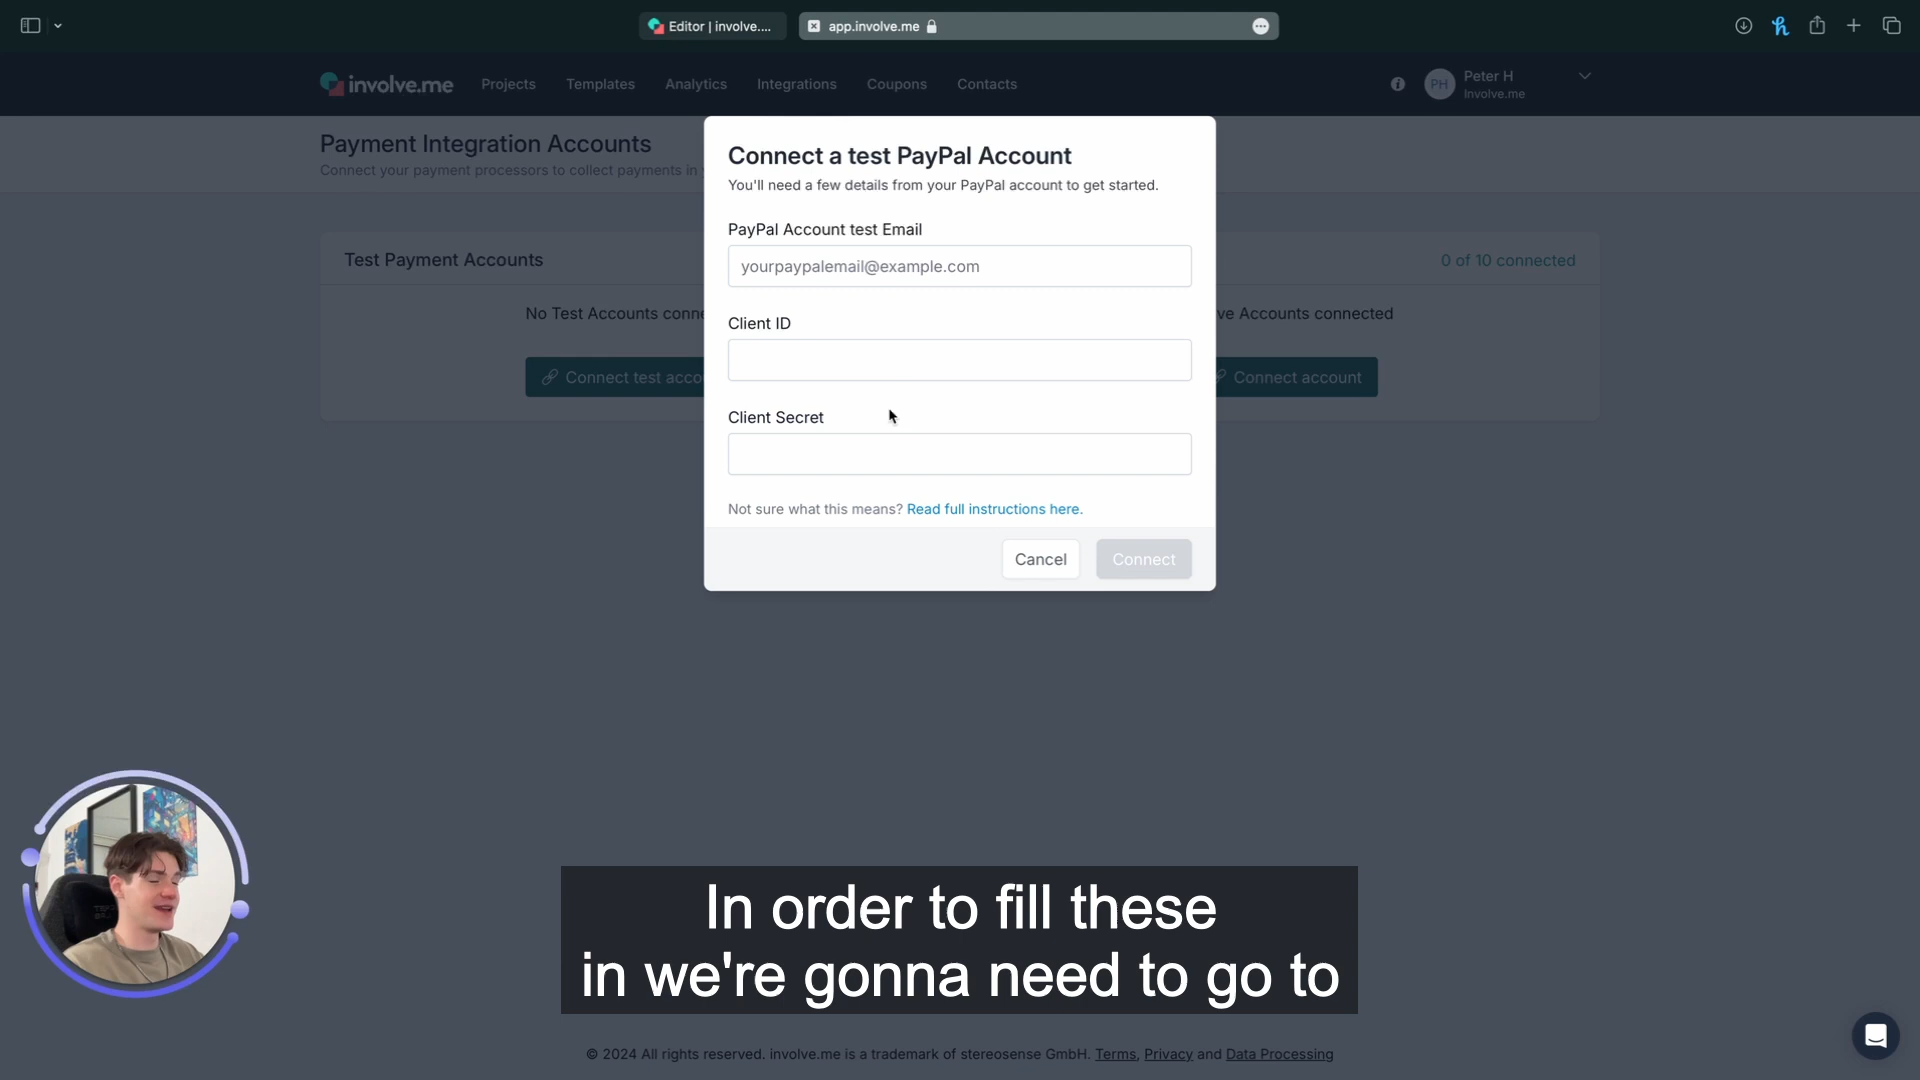 Editor | involve....
app.involve.me
involve.me
Projects
Templates
Analytics
Integrations
Coupons
Contacts
PH
Peter H
Involve.me
Payment Integration Accounts
Connect your payment processors to collect payments in
Connect a test PayPal Account
You'll need a few details from your PayPal account to get started.
PayPal Account test Email
yourpaypalemail@example.com
Client ID
Client Secret
Not sure what this means? Read full instructions here.
Cancel
Connect
Test Payment Accounts
0 of 10 connected
No Test Accounts conne
ve Accounts connected
Connect test acco
Connect account
In order to fill these
in we're gonna need to go to
© 2024 All rights reserved. involve.me is a trademark of stereosense GmbH. Terms, Privacy and Data Processing